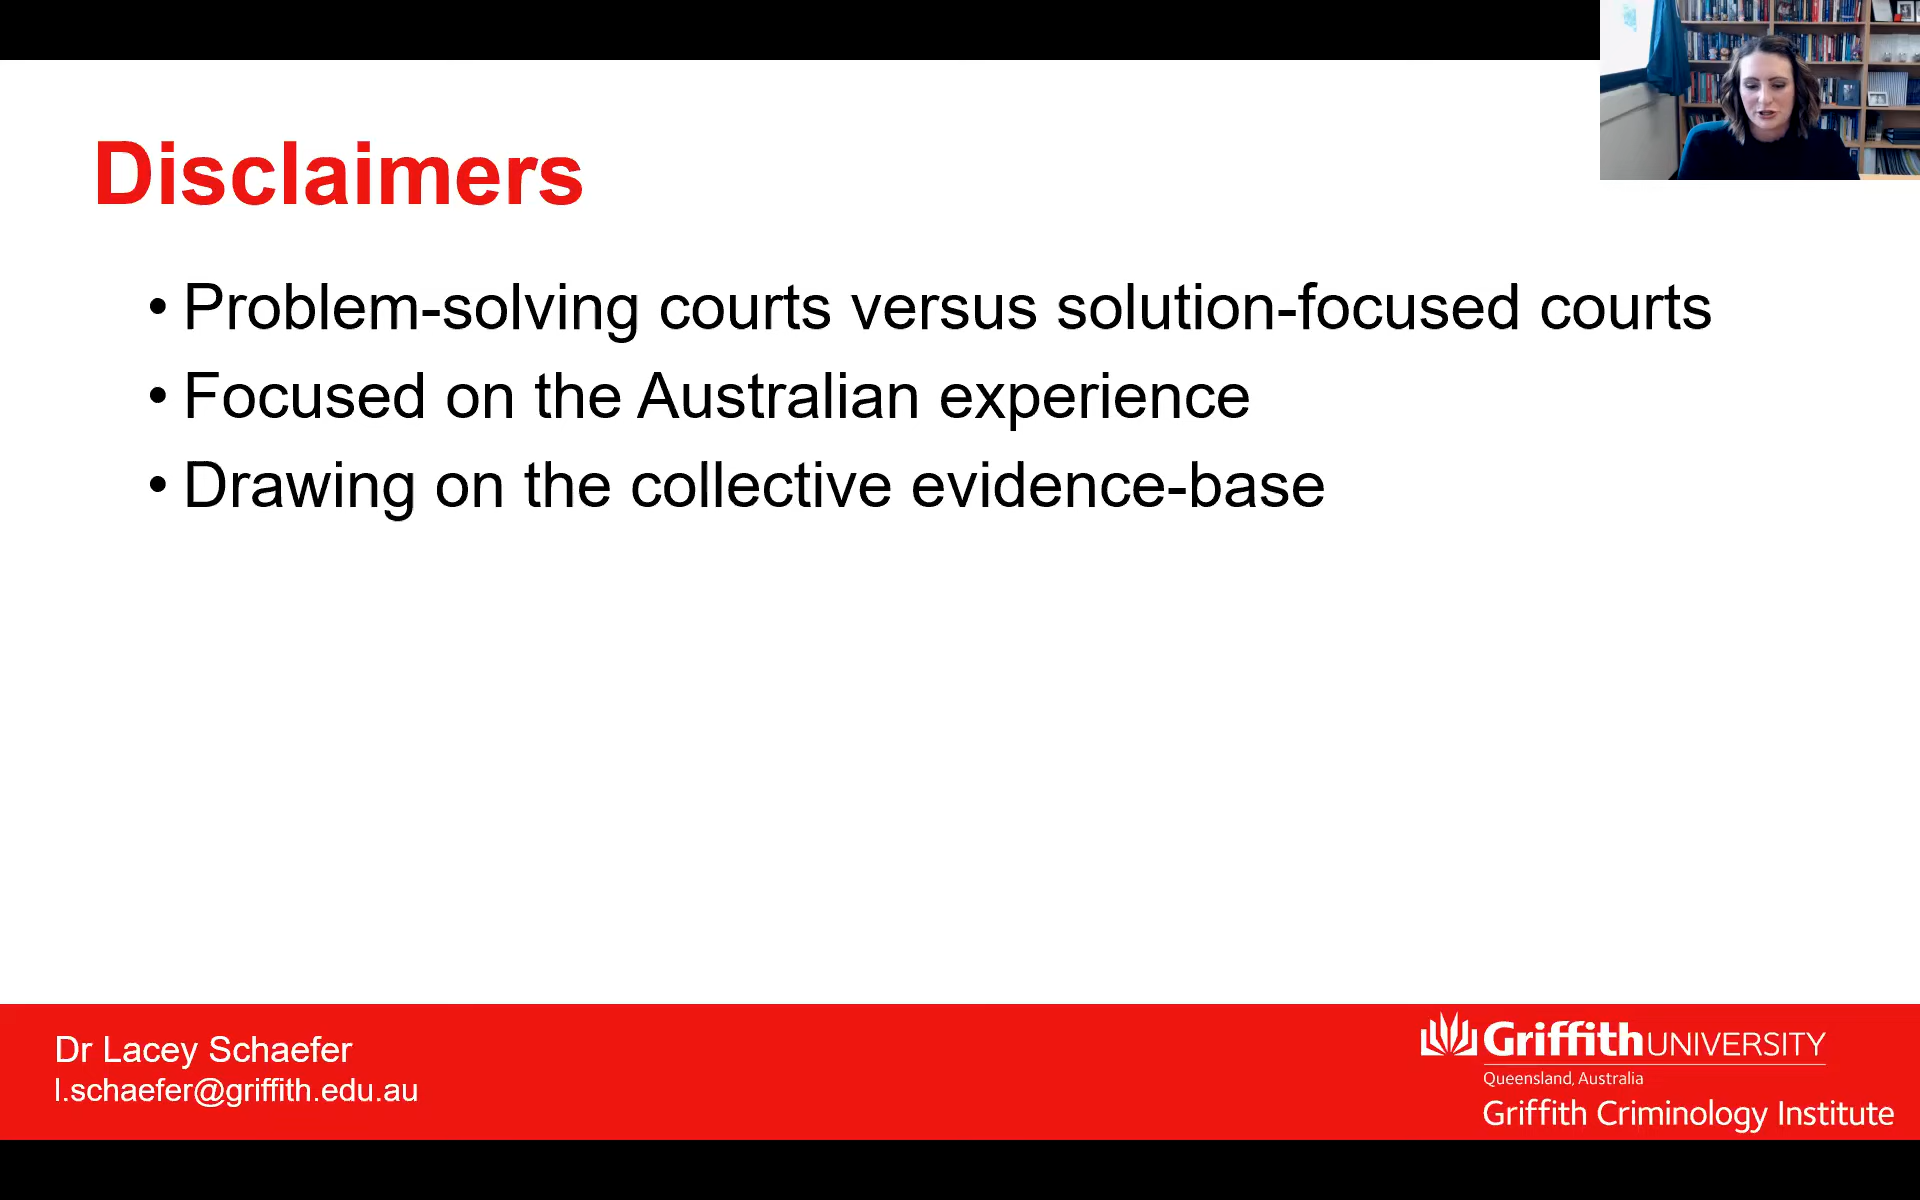 Disclaimers
• Problem-solving courts versus solution-focused courts
• Focused on the Australian experience
• Drawing on the collective evidence-base
Dr Lacey Schaefer
l.schaefer@griffith.edu.au
Griffith UNIVERSITY
Queensland, Australia
Griffith Criminology Institute